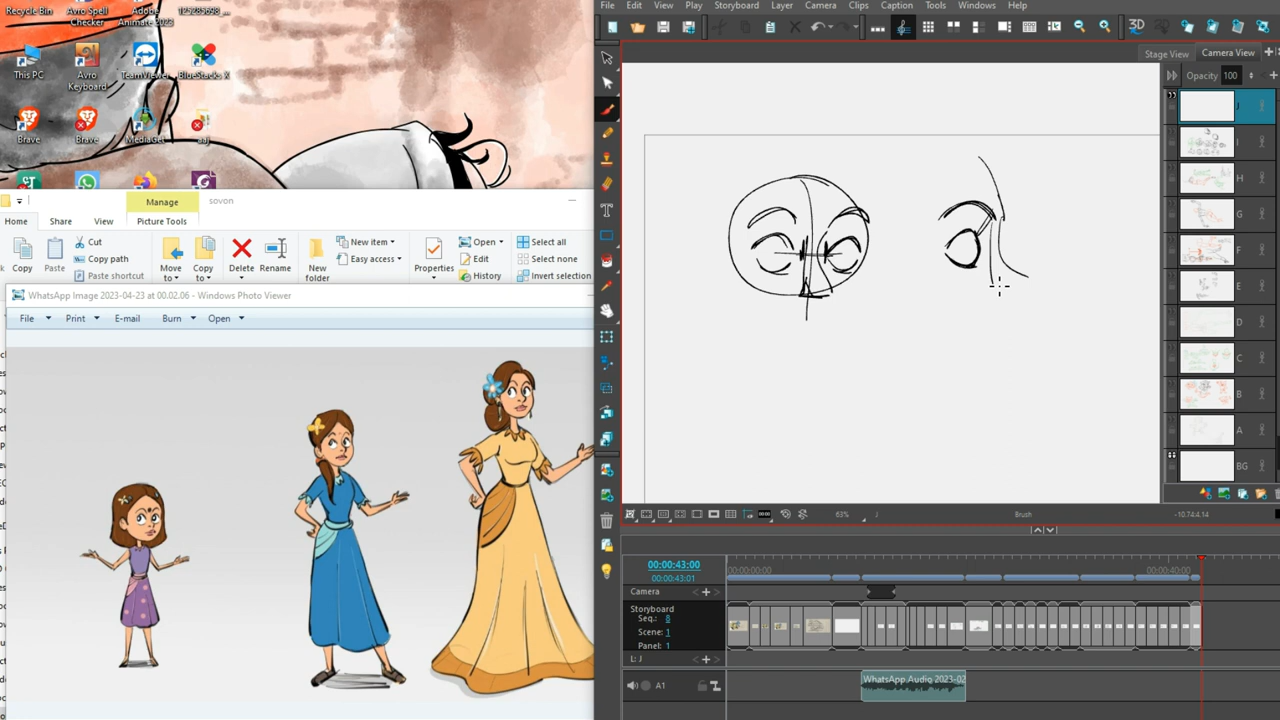 Recycle Bin
Avro Spell
Checker
Adobe
Animate 2023
125285698_...
This PC
Avro
Keyboard
TeamViewer
BlueStacks X
Brave
Brave
MediaGet
Manage
sovon
Home
Share
View
Picture Tools
Copy
Paste
Cut
Copy path
Paste shortcut
Move
to
Copy
to
Delete
Rename
New
folder
New item
Easy access
Properties
Open
Edit
History
Select all
Select none
Invert selection
WhatsApp Image 2023-04-23 at 00.02.06 - Windows Photo Viewer
File
Print
E-mail
Burn
Open
File Edit View Play Storyboard Layer Camera Clips Caption Tools Windows Help
3D
Stage View
Camera View
Opacity 100
J
I
H
G
F
E
D
C
B
A
BG
63%
J
Brush
-10.74:4.14
00:00:43:00
00:00:43:01
00:00:00:00
00:00:40:00
Camera
Storyboard
Seq.: 8
Scene: 1
Panel: 1
L: J
A1
WhatsApp.Audio 2023-02